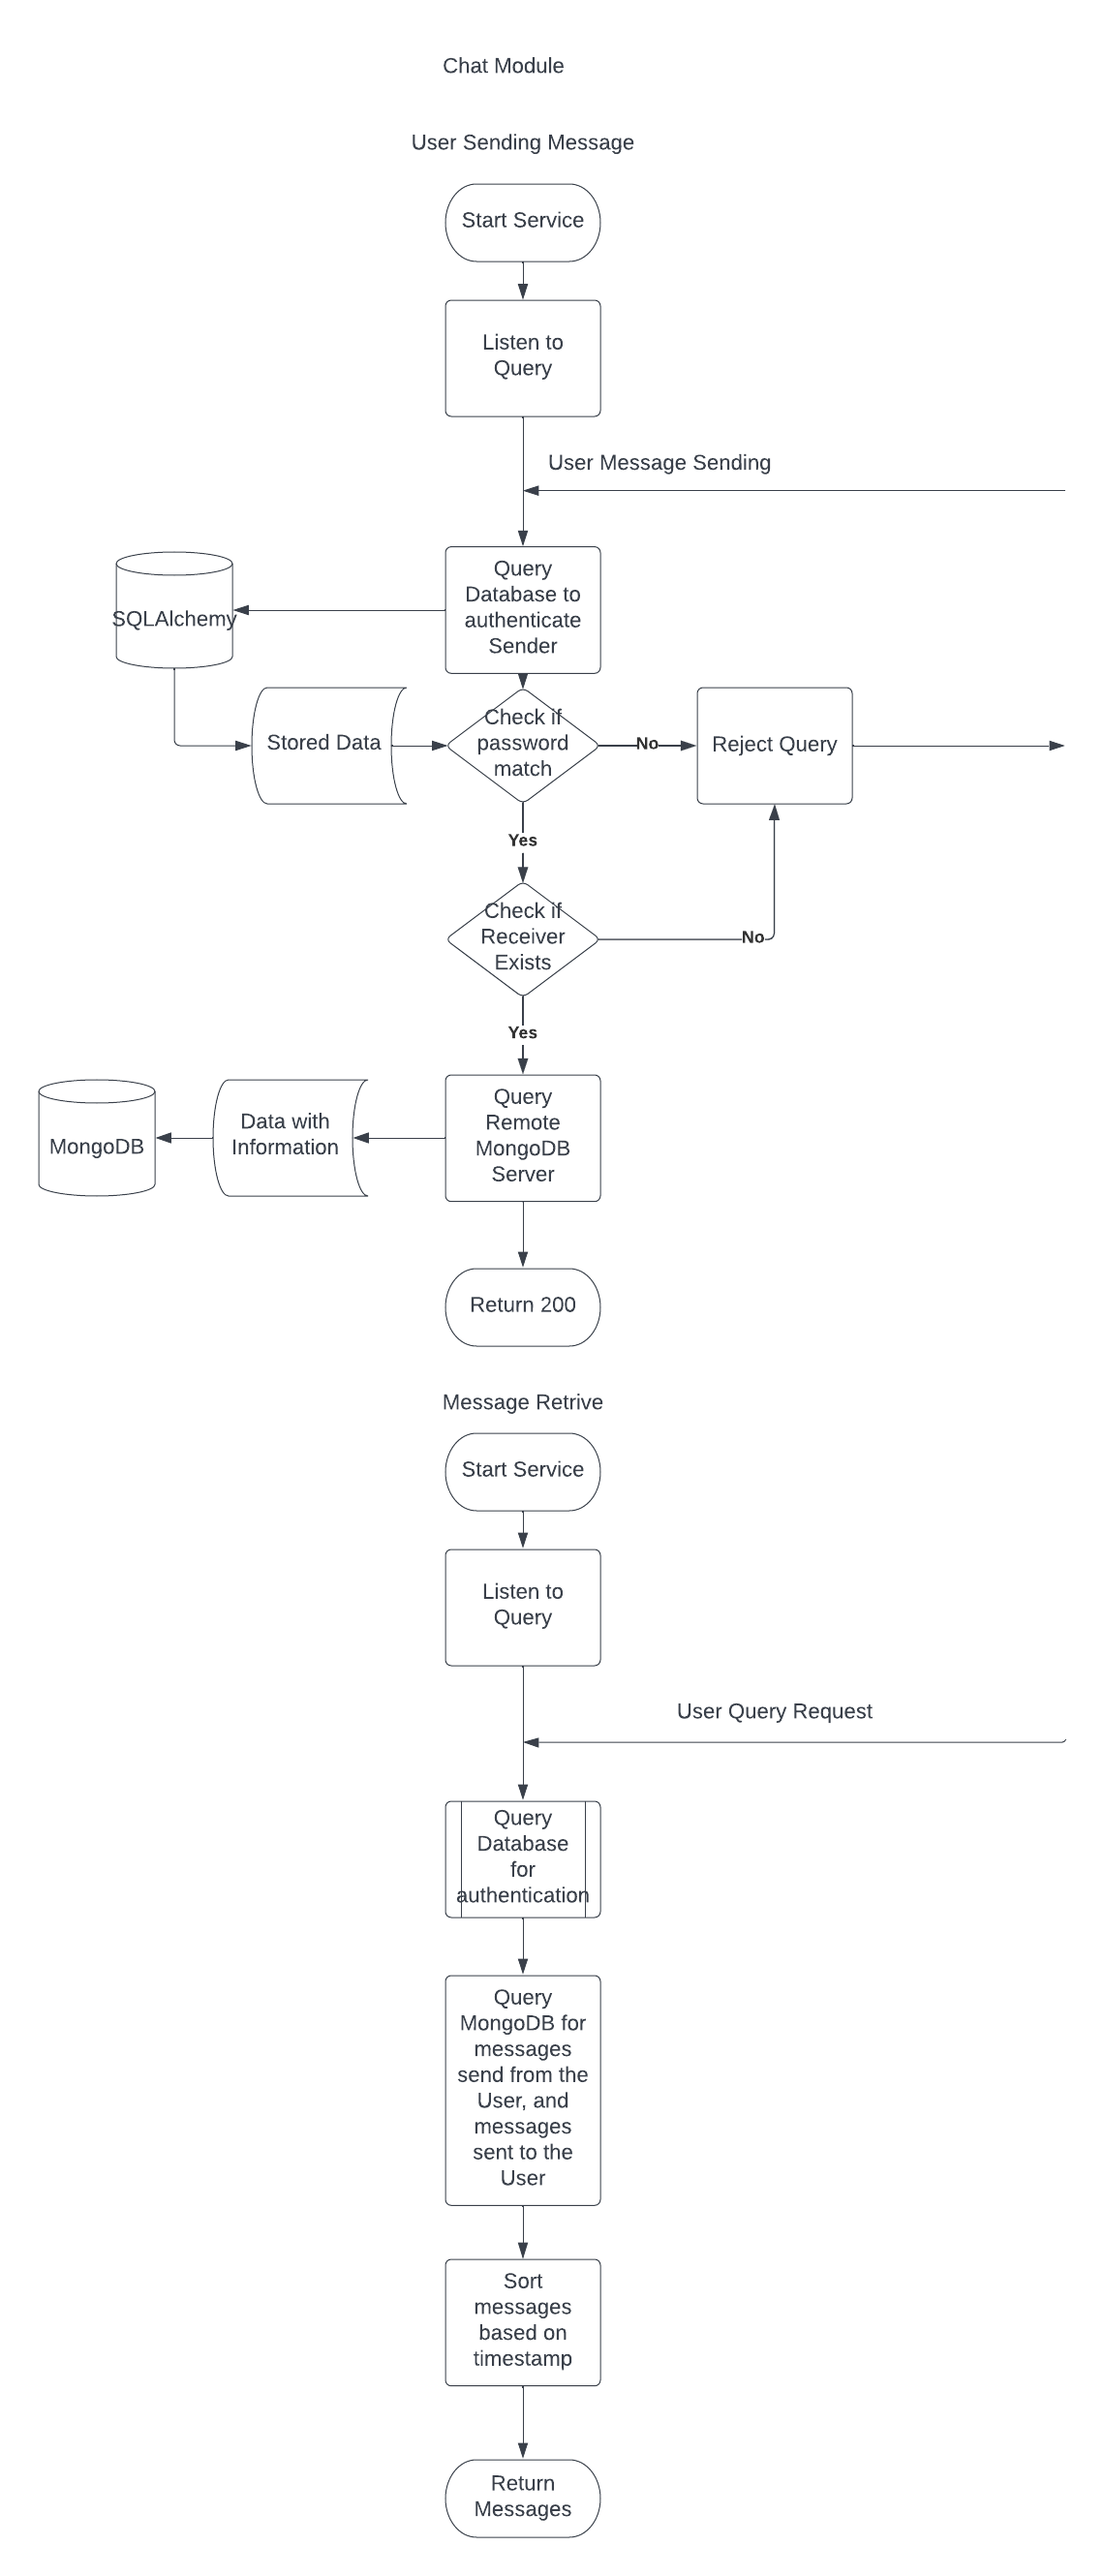 Chat Module
User Sending Message
Start Service
Listen to
Query
User Message Sending
Query
Database to
authenticate
Sender
SQLAlchemy
Stored Data
Check if
password
match
No
Reject Query
Yes
Check if
Receiver
Exists
No
Yes
Query
Remote
MongoDB
Server
Data with
Information
MongoDB
Return 200
Message Retrive
Start Service
Listen to
Query
User Query Request
Query
Database
for
authentication
Query
MongoDB for
messages
send from the
User, and
messages
sent to the
User
Sort
messages
based on
timestamp
Return
Messages